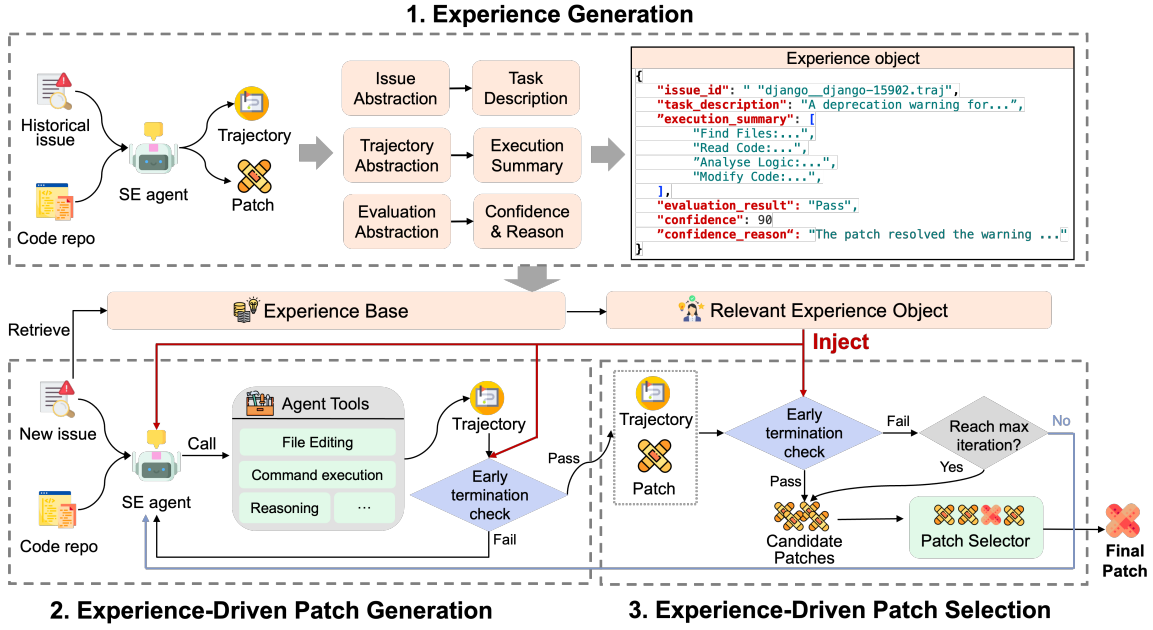 1. Experience Generation
Historical
issue
Code repo
SE agent
Trajectory
Patch
Issue
Abstraction
Task
Description
Trajectory
Abstraction
Execution
Summary
Evaluation
Abstraction
Confidence
& Reason
Experience object
{
"issue_id": " "django__django-15902.traj",
"task_description": "A deprecation warning for...”,
”execution_summary": [
"Find Files:...",
"Read Code:...",
”Analyse Logic:...",
"Modify Code:...",
],
"evaluation_result": "Pass",
"confidence": 90
”confidence_reason“: "The patch resolved the warning ..."
}
Retrieve
Experience Base
Relevant Experience Object
Inject
New issue
Code repo
SE agent
Call
Agent Tools
File Editing
Command execution
Reasoning
...
Trajectory
Early
termination
check
Pass
Fail
Trajectory
Patch
Early
termination
check
Fail
Reach max
iteration?
No
Yes
Pass
Candidate
Patches
Patch Selector
Final
Patch
2. Experience-Driven Patch Generation
3. Experience-Driven Patch Selection